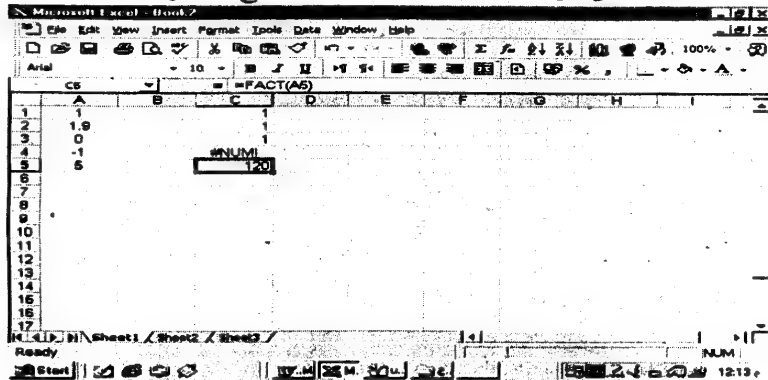 Microsoft Excel - Book2
File Edit View Insert Format Tools Data Window Help
100%
Arial 10 B I U
C5 = =FACT(A5)
A B C D E F G H I
1 1 1
2 1.9 1
3 0 1
4 -1 #NUM!
5 5 120
6
7
8
9
10
11
12
13
14
15
16
17
Sheet1 Sheet2 Sheet3
Ready NUM
Start 12:13 م